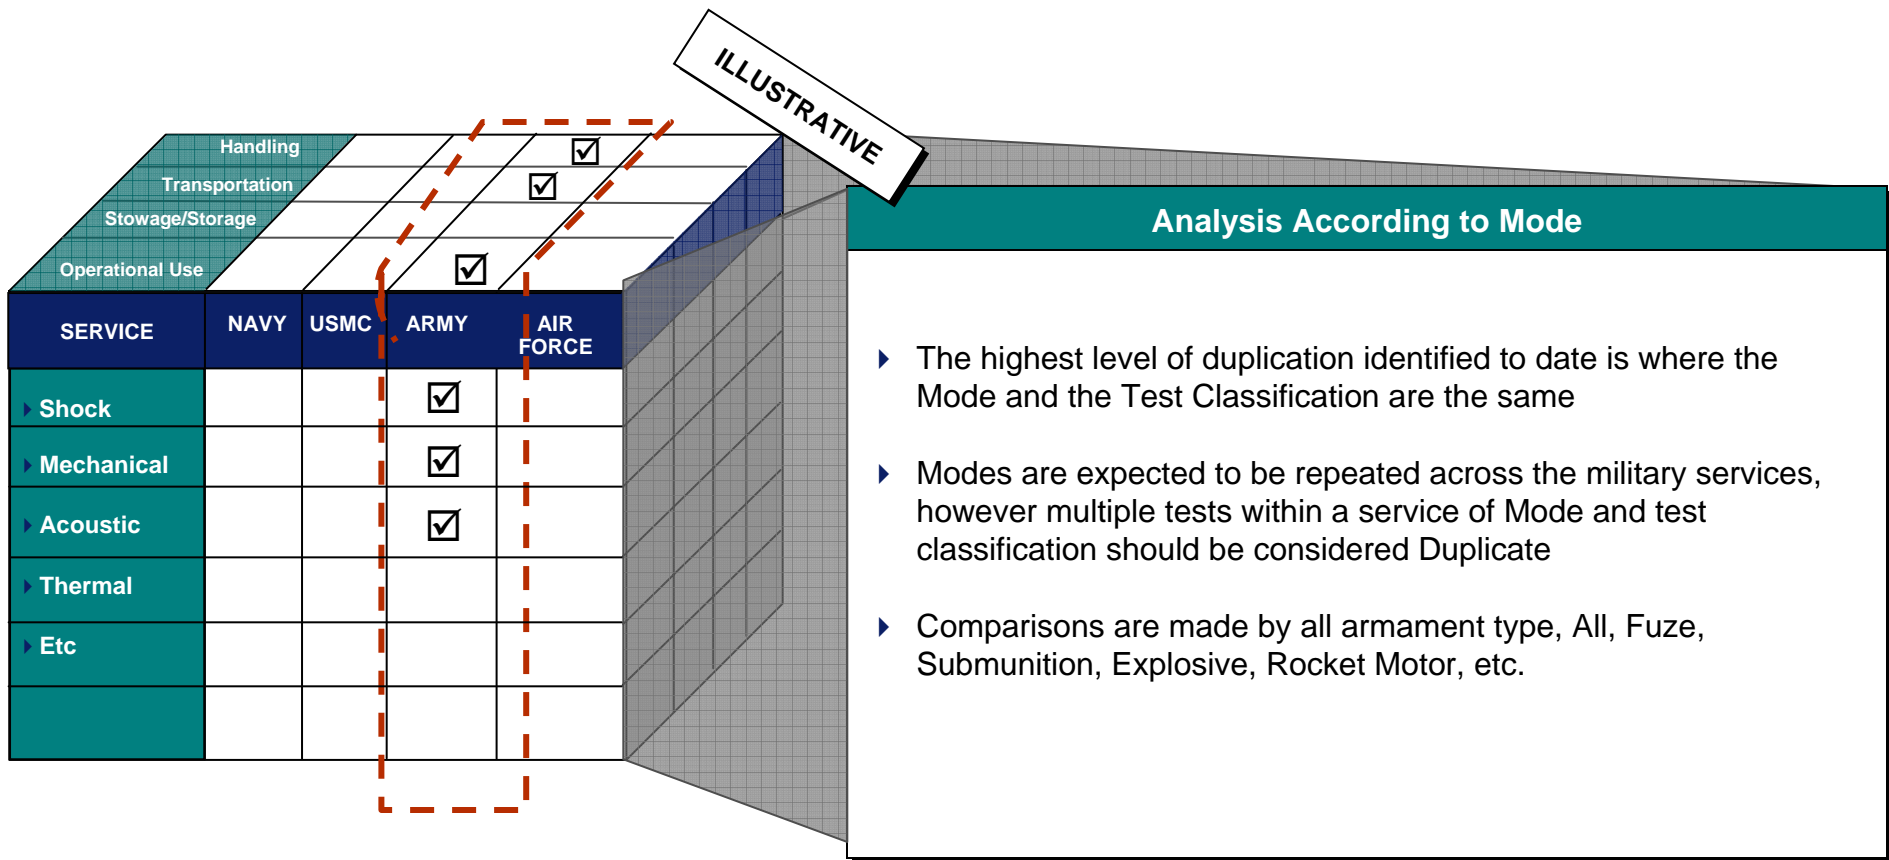 ILLUSTRATIVE
Handling
Transportation
Stowage/Storage
Operational Use
SERVICE
NAVY
USMC
ARMY
AIR
FORCE
Shock
Mechanical
Acoustic
Thermal
Etc
Analysis According to Mode
The highest level of duplication identified to date is where the
Mode and the Test Classification are the same
Modes are expected to be repeated across the military services,
however multiple tests within a service of Mode and test
classification should be considered Duplicate
Comparisons are made by all armament type, All, Fuze,
Submunition, Explosive, Rocket Motor, etc.